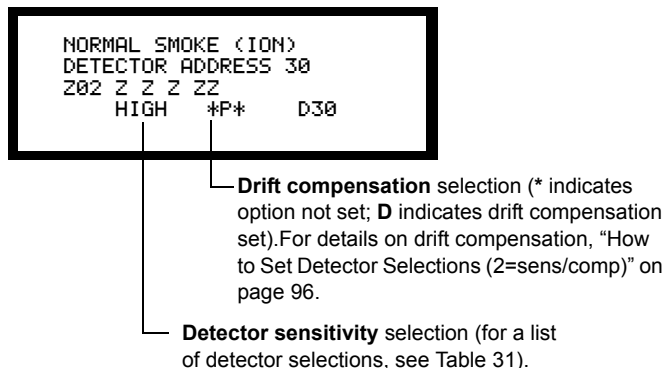 NORMAL SMOKE (ION)
DETECTOR ADDRESS 30
Z02 Z Z Z ZZ
HIGH *P* D30
Drift compensation selection (* indicates
option not set; D indicates drift compensation
set).For details on drift compensation, “How
to Set Detector Selections (2=sens/comp)” on
page 96.
Detector sensitivity selection (for a list
of detector selections, see Table 31).